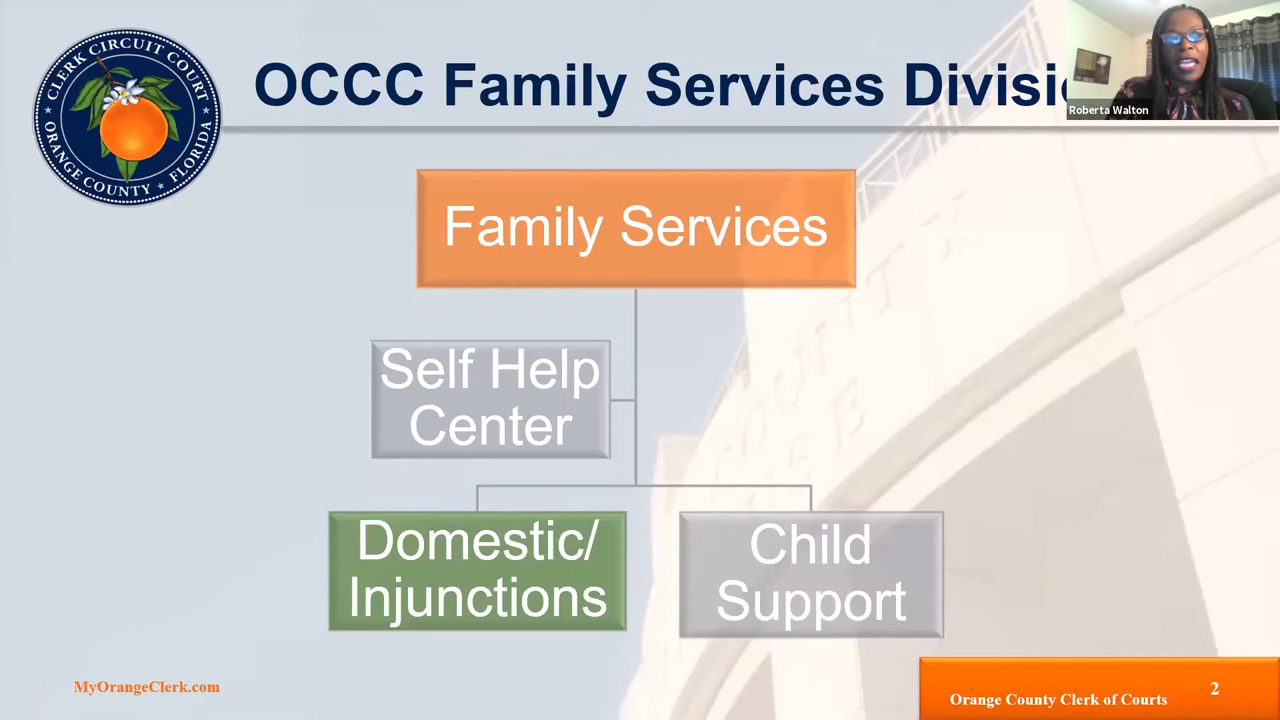 CLERK CIRCUIT COURT
ORANGE COUNTY ★ FLORIDA
OCCC Family Services Divisi
Roberta Walton
Family Services
Self Help
Center
Domestic/
Injunctions
Child
Support
MyOrangeClerk.com
Orange County Clerk of Courts
2